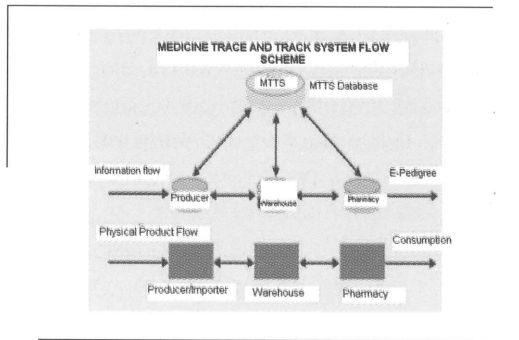 MEDICINE TRACE AND TRACK SYSTEM FLOW
SCHEME
MTTS
MTTS Database
Information flow
E-Pedigree
Producer
Warehouse
Pharmacy
Physical Product Flow
Consumption
Producer/Importer
Warehouse
Pharmacy